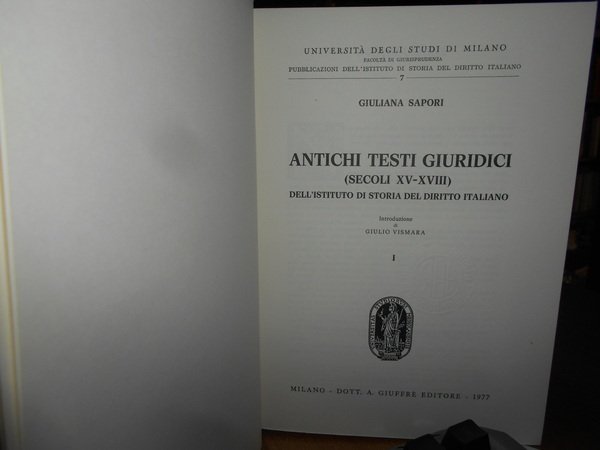 UNIVERSITÀ DEGLI STUDI DI MILANO
FACOLTÀ DI GIURISPRUDENZA
PUBBLICAZIONI DELL'ISTITUTO DI STORIA DEL DIRITTO ITALIANO
7
GIULIANA SAPORI
ANTICHI TESTI GIURIDICI
(SECOLI XV-XVIII)
DELL'ISTITUTO DI STORIA DEL DIRITTO ITALIANO
Introduzione
di
GIULIO VISMARA
I
MILANO - DOTT. A. GIUFFRÈ EDITORE - 1977